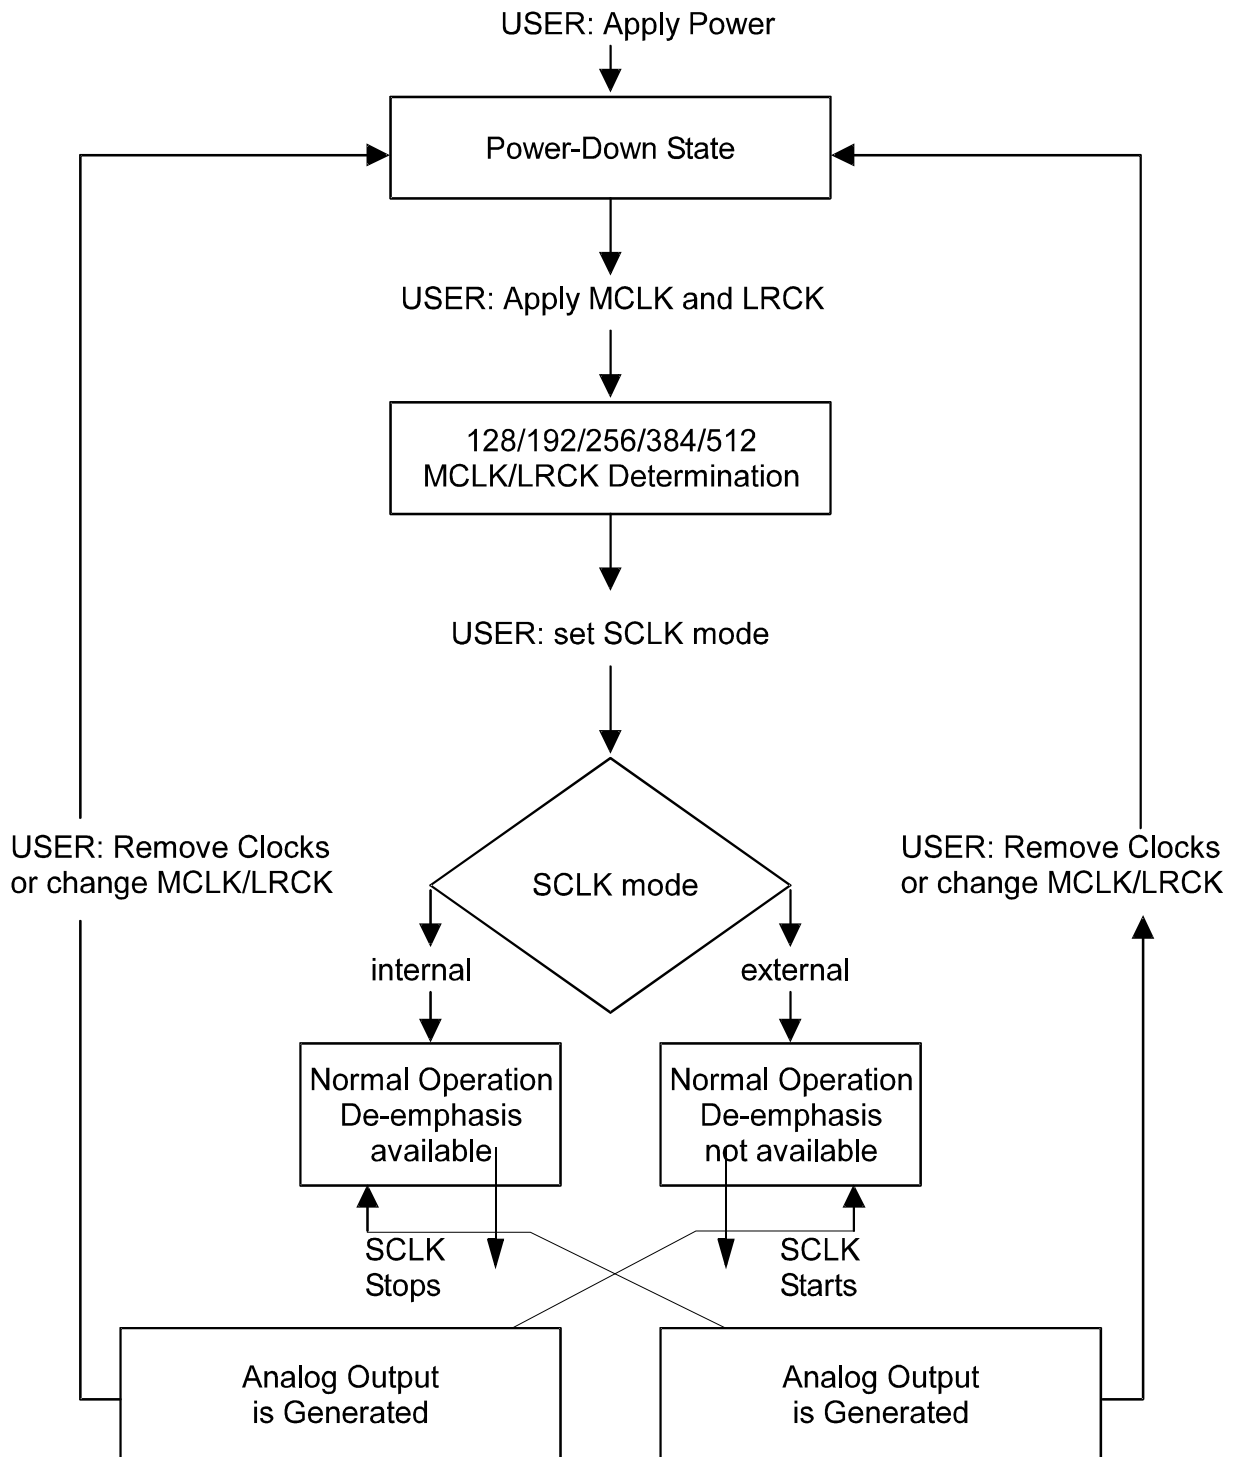 USER: Apply Power
Power-Down State
USER: Apply MCLK and LRCK
128/192/256/384/512
MCLK/LRCK Determination
USER: set SCLK mode
USER: Remove Clocks
or change MCLK/LRCK
SCLK mode
USER: Remove Clocks
or change MCLK/LRCK
internal
external
Normal Operation
De-emphasis
available
Normal Operation
De-emphasis
not available
SCLK
Stops
SCLK
Starts
Analog Output
is Generated
Analog Output
is Generated